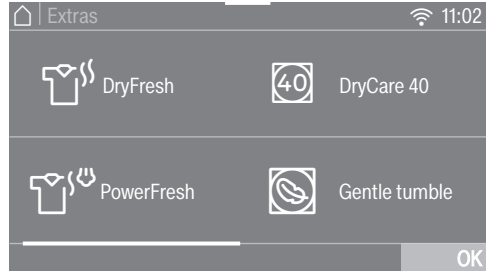 Extras 11:02
DryFresh
40 DryCare 40
PowerFresh
Gentle tumble
OK